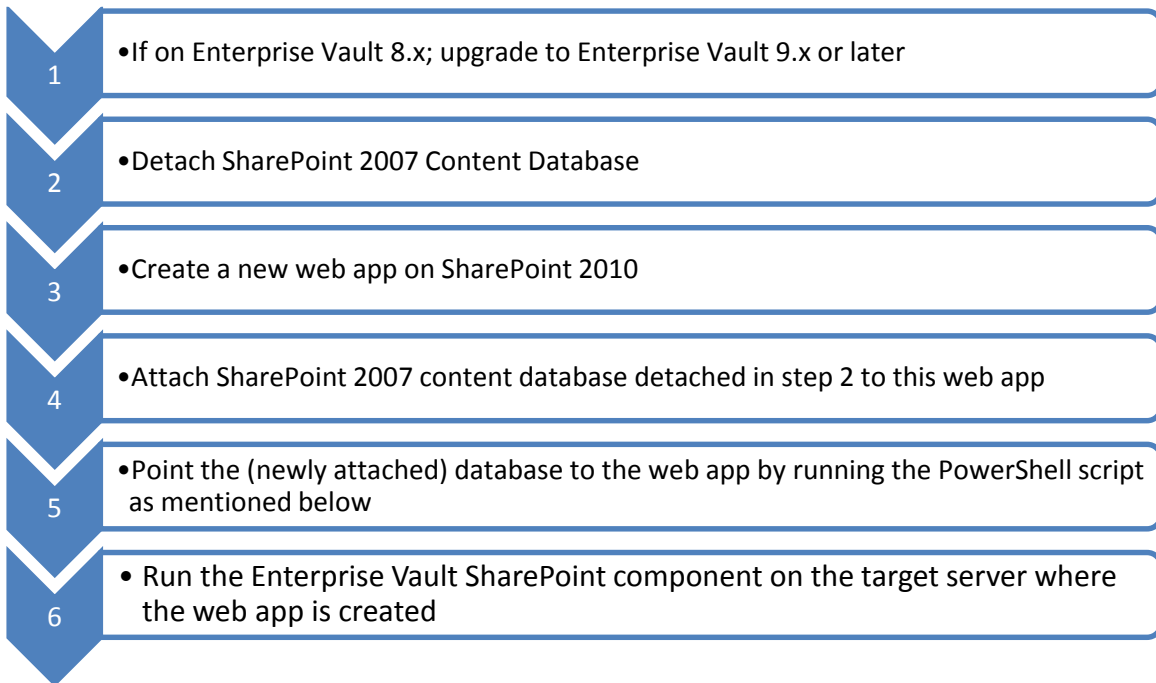 1
•If on Enterprise Vault 8.x; upgrade to Enterprise Vault 9.x or later
2
•Detach SharePoint 2007 Content Database
3
•Create a new web app on SharePoint 2010
4
•Attach SharePoint 2007 content database detached in step 2 to this web app
5
•Point the (newly attached) database to the web app by running the PowerShell script
as mentioned below
6
• Run the Enterprise Vault SharePoint component on the target server where
the web app is created